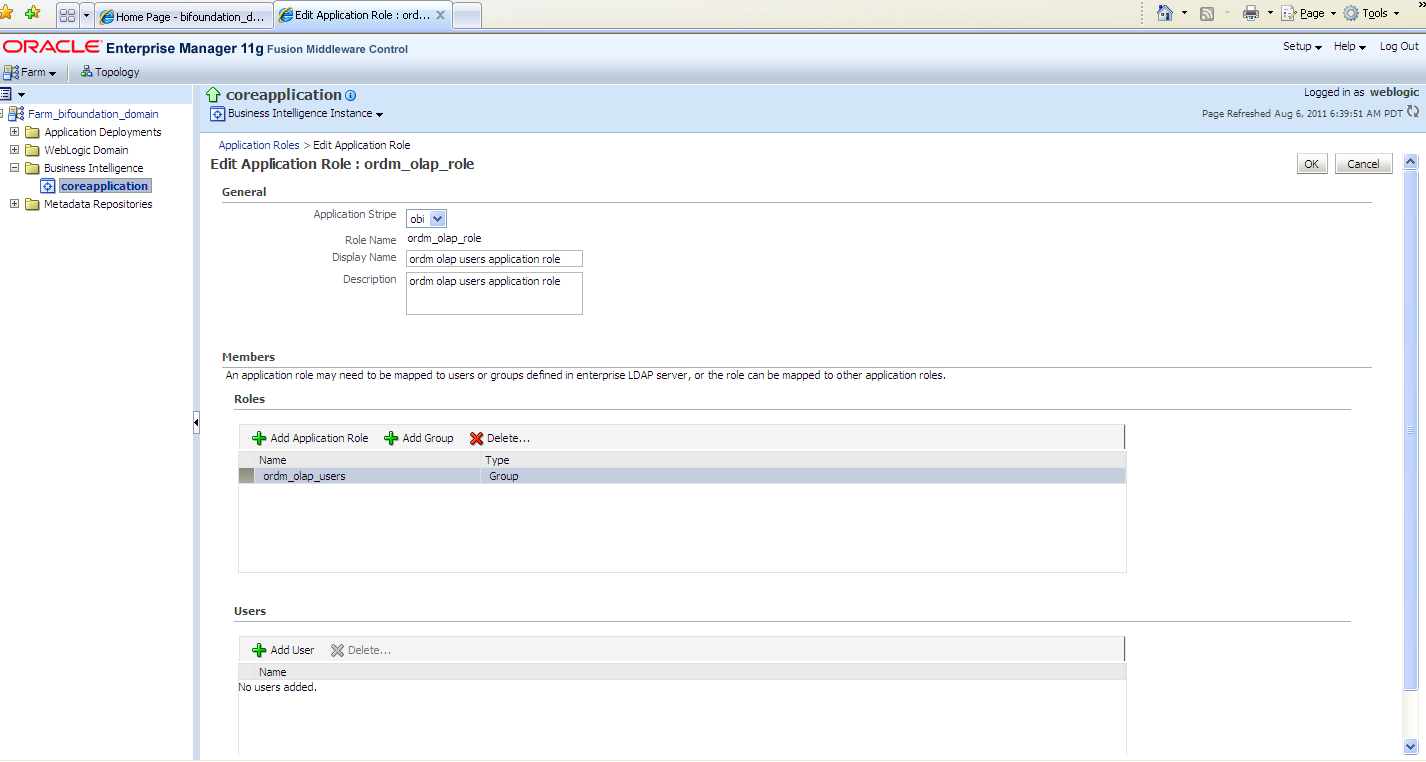 Home Page - bifoundation_d...
Edit Application Role : ord...
Page
Tools
ORACLE Enterprise Manager 11g Fusion Middleware Control
Setup Help Log Out
Farm Topology
Farm_bifoundation_domain
Application Deployments
WebLogic Domain
Business Intelligence
coreapplication
Metadata Repositories
coreapplication
Logged in as weblogic
Business Intelligence Instance
Page Refreshed Aug 6, 2011 6:39:51 AM PDT
Application Roles > Edit Application Role
Edit Application Role : ordm_olap_role
OK Cancel
General
Application Stripe obi
Role Name ordm_olap_role
Display Name ordm olap users application role
Description ordm olap users application role
Members
An application role may need to be mapped to users or groups defined in enterprise LDAP server, or the role can be mapped to other application roles.
Roles
Add Application Role Add Group Delete...
Name Type
ordm_olap_users Group
Users
Add User Delete...
Name
No users added.